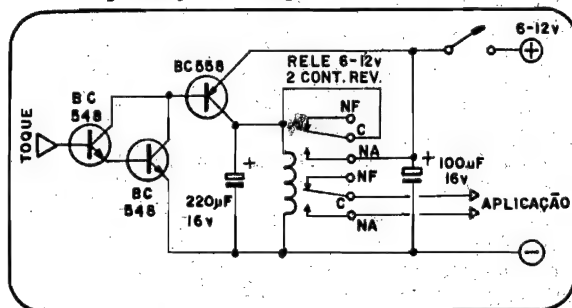 6-12v
BC558
RELE 6-12v
2 CONT. REV.
NF
C
BC
548
TOQUE
BC
548
NA
NF
220µF
16v
100µF
16v
C
APLICAÇÃO
NA